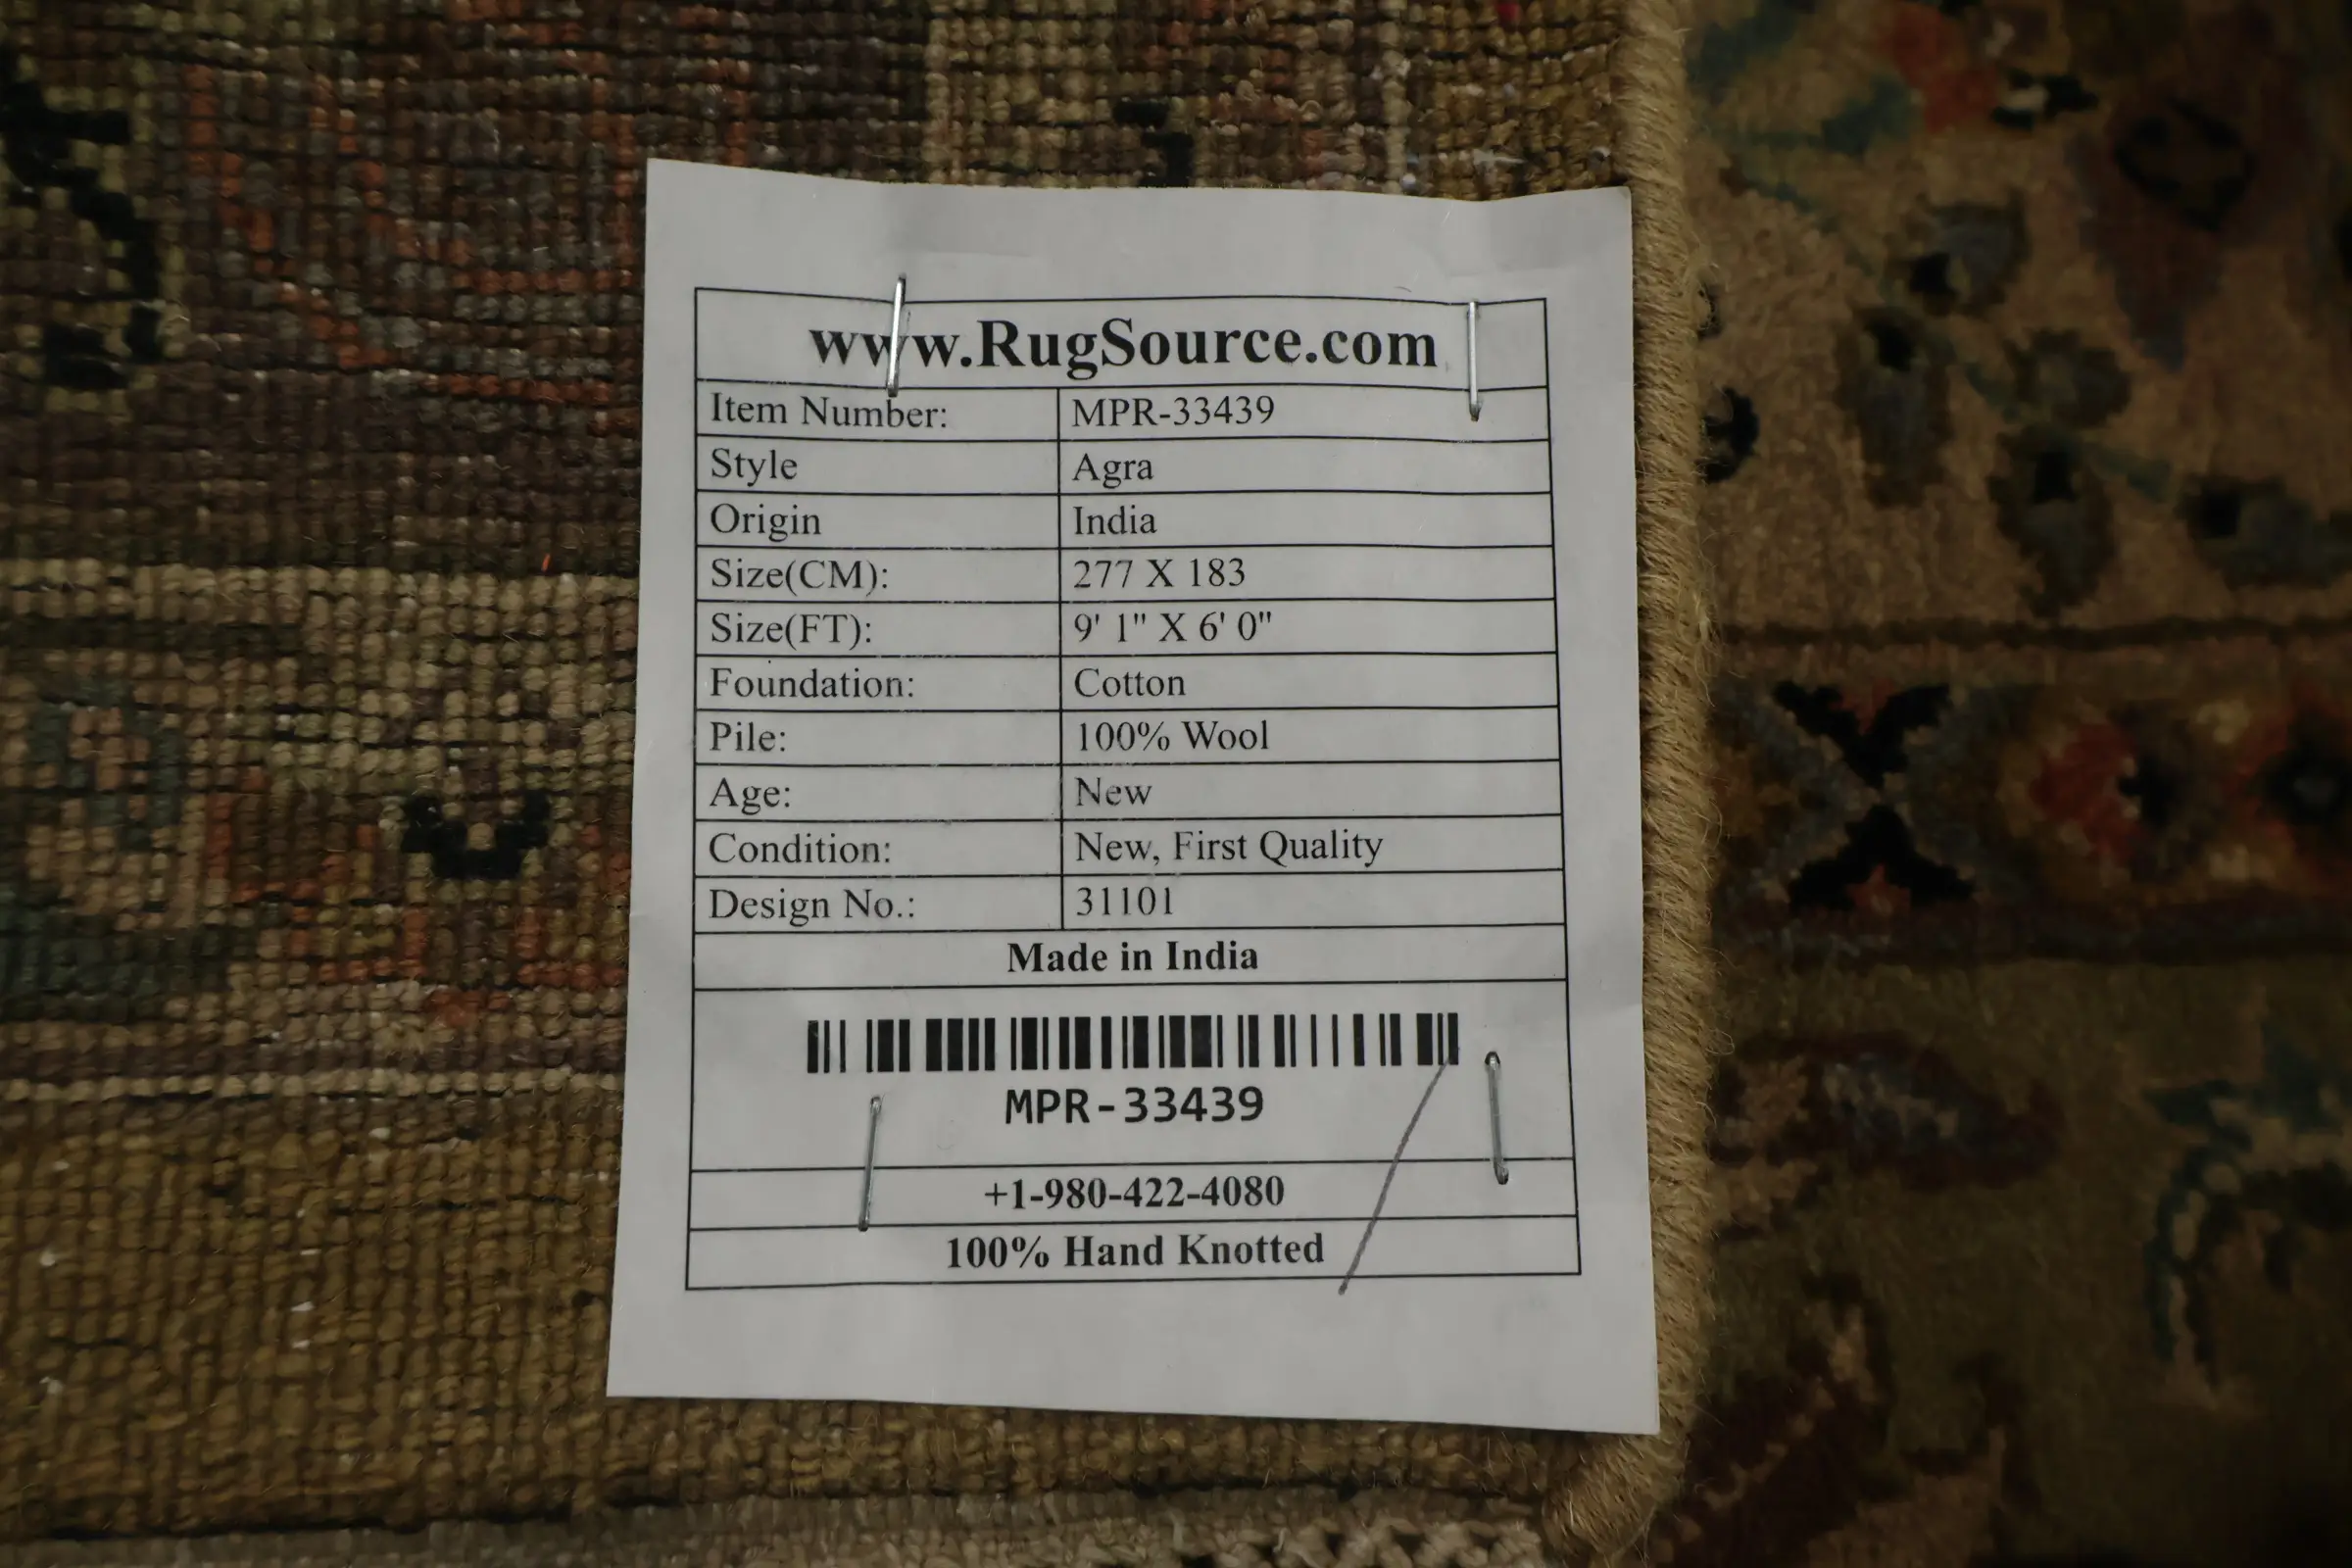 www.RugSource.com
Item Number: MPR-33439
Style Agra
Origin India
Size(CM): 277 X 183
Size(FT): 9' 1" X 6' 0"
Foundation: Cotton
Pile: 100% Wool
Age: New
Condition: New, First Quality
Design No.: 31101
Made in India
MPR-33439
+1-980-422-4080
100% Hand Knotted